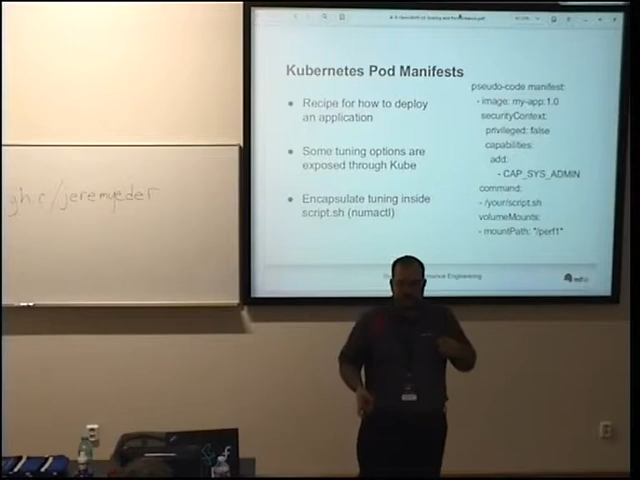 Kubernetes Pod Manifests
● Recipe for how to deploy
an application
● Some tuning options are
exposed through Kube
● Encapsulate tuning inside
script.sh (numactl)
pseudo-code manifest:
- image: my-app:1.0
securityContext:
privileged: false
capabilities:
add:
- CAP_SYS_ADMIN
command:
- /your/script.sh
volumeMounts:
- mountPath: "/perf1"
Engineering
gh.c/jeremyeder